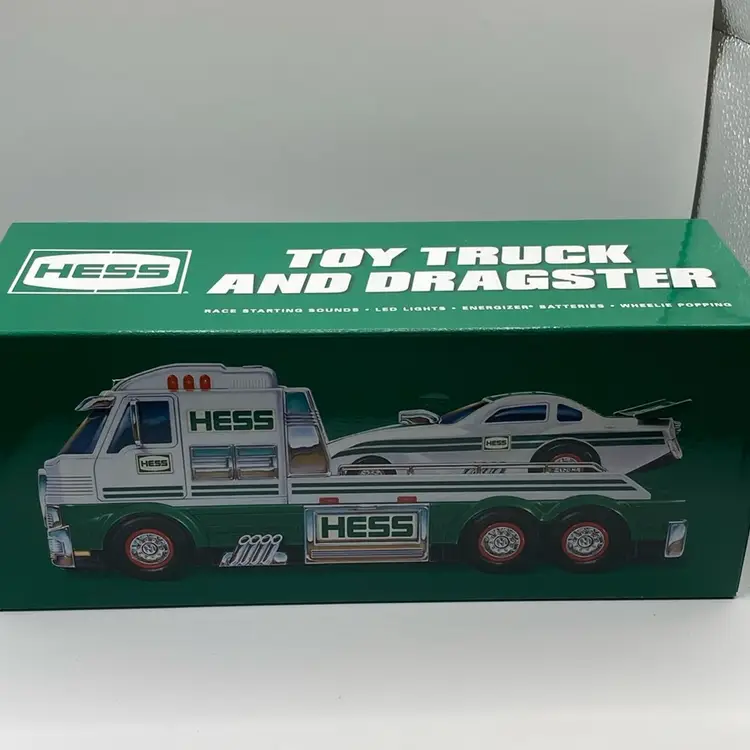 HESS
TOY TRUCK
AND DRAGSTER
RACE STARTING SOUNDS • LED LIGHTS • ENERGIZER® BATTERIES • WHEELIE POPPING
HESS
HESS
HESS
HESS